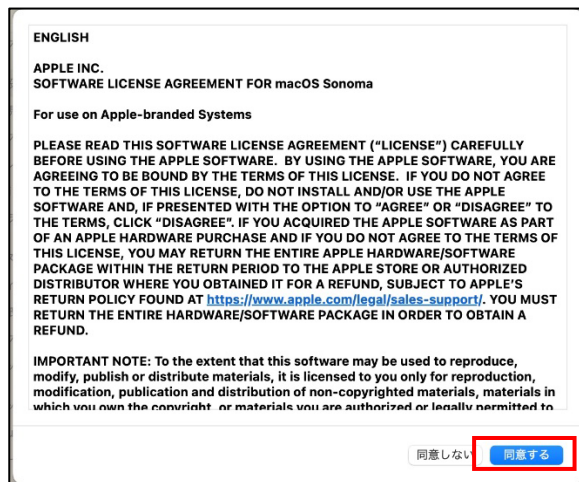 ENGLISH
APPLE INC.
SOFTWARE LICENSE AGREEMENT FOR macOS Sonoma
For use on Apple-branded Systems
PLEASE READ THIS SOFTWARE LICENSE AGREEMENT (“LICENSE”) CAREFULLY
BEFORE USING THE APPLE SOFTWARE.  BY USING THE APPLE SOFTWARE, YOU ARE
AGREEING TO BE BOUND BY THE TERMS OF THIS LICENSE.  IF YOU DO NOT AGREE
TO THE TERMS OF THIS LICENSE, DO NOT INSTALL AND/OR USE THE APPLE
SOFTWARE AND, IF PRESENTED WITH THE OPTION TO “AGREE” OR “DISAGREE” TO
THE TERMS, CLICK “DISAGREE”. IF YOU ACQUIRED THE APPLE SOFTWARE AS PART
OF AN APPLE HARDWARE PURCHASE AND IF YOU DO NOT AGREE TO THE TERMS OF
THIS LICENSE, YOU MAY RETURN THE ENTIRE APPLE HARDWARE/SOFTWARE
PACKAGE WITHIN THE RETURN PERIOD TO THE APPLE STORE OR AUTHORIZED
DISTRIBUTOR WHERE YOU OBTAINED IT FOR A REFUND, SUBJECT TO APPLE’S
RETURN POLICY FOUND AT https://www.apple.com/legal/sales-support/. YOU MUST
RETURN THE ENTIRE HARDWARE/SOFTWARE PACKAGE IN ORDER TO OBTAIN A
REFUND.
IMPORTANT NOTE: To the extent that this software may be used to reproduce,
modify, publish or distribute materials, it is licensed to you only for reproduction,
modification, publication and distribution of non-copyrighted materials, materials in
which you own the copyright, or materials you are authorized or legally permitted to
同意しない 同意する